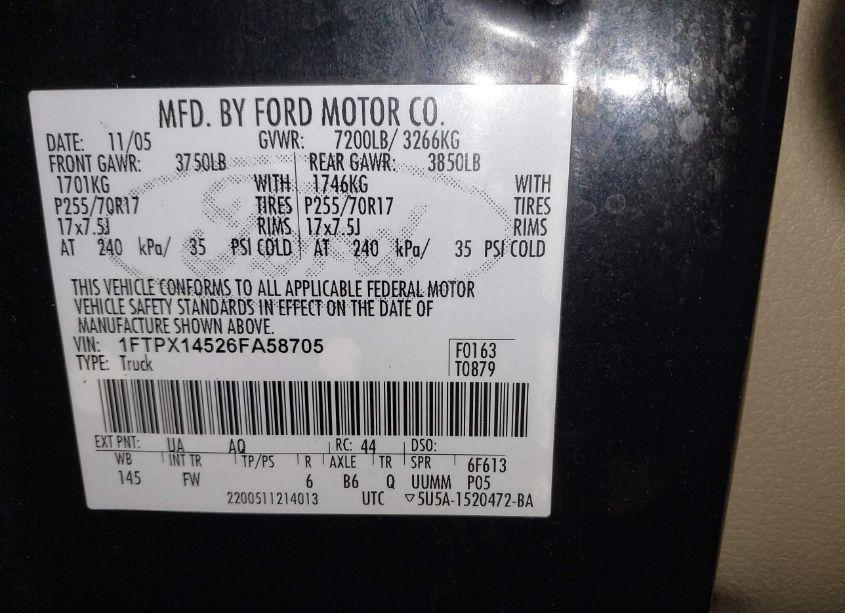 MFD. BY FORD MOTOR CO.
DATE: 11/05 GVWR: 7200LB/ 3266KG
FRONT GAWR: 3750LB REAR GAWR: 3850LB
1701KG WITH 1746KG WITH
P255/70R17 TIRES P255/70R17 TIRES
17x7.5J RIMS 17x7.5J RIMS
AT 240 kPa/ 35 PSI COLD AT 240 kPa/ 35 PSI COLD
THIS VEHICLE CONFORMS TO ALL APPLICABLE FEDERAL MOTOR
VEHICLE SAFETY STANDARDS IN EFFECT ON THE DATE OF
MANUFACTURE SHOWN ABOVE.
VIN: 1FTPX14526FA58705 F0163
TYPE: Truck T0879
EXT PNT: UA AQ RC: 44 DSO:
WB INT TR TP/PS R AXLE TR SPR 6F613
145 FW 6 B6 Q UUMM P05
2200511214013 UTC ▽5U5A-1520472-BA